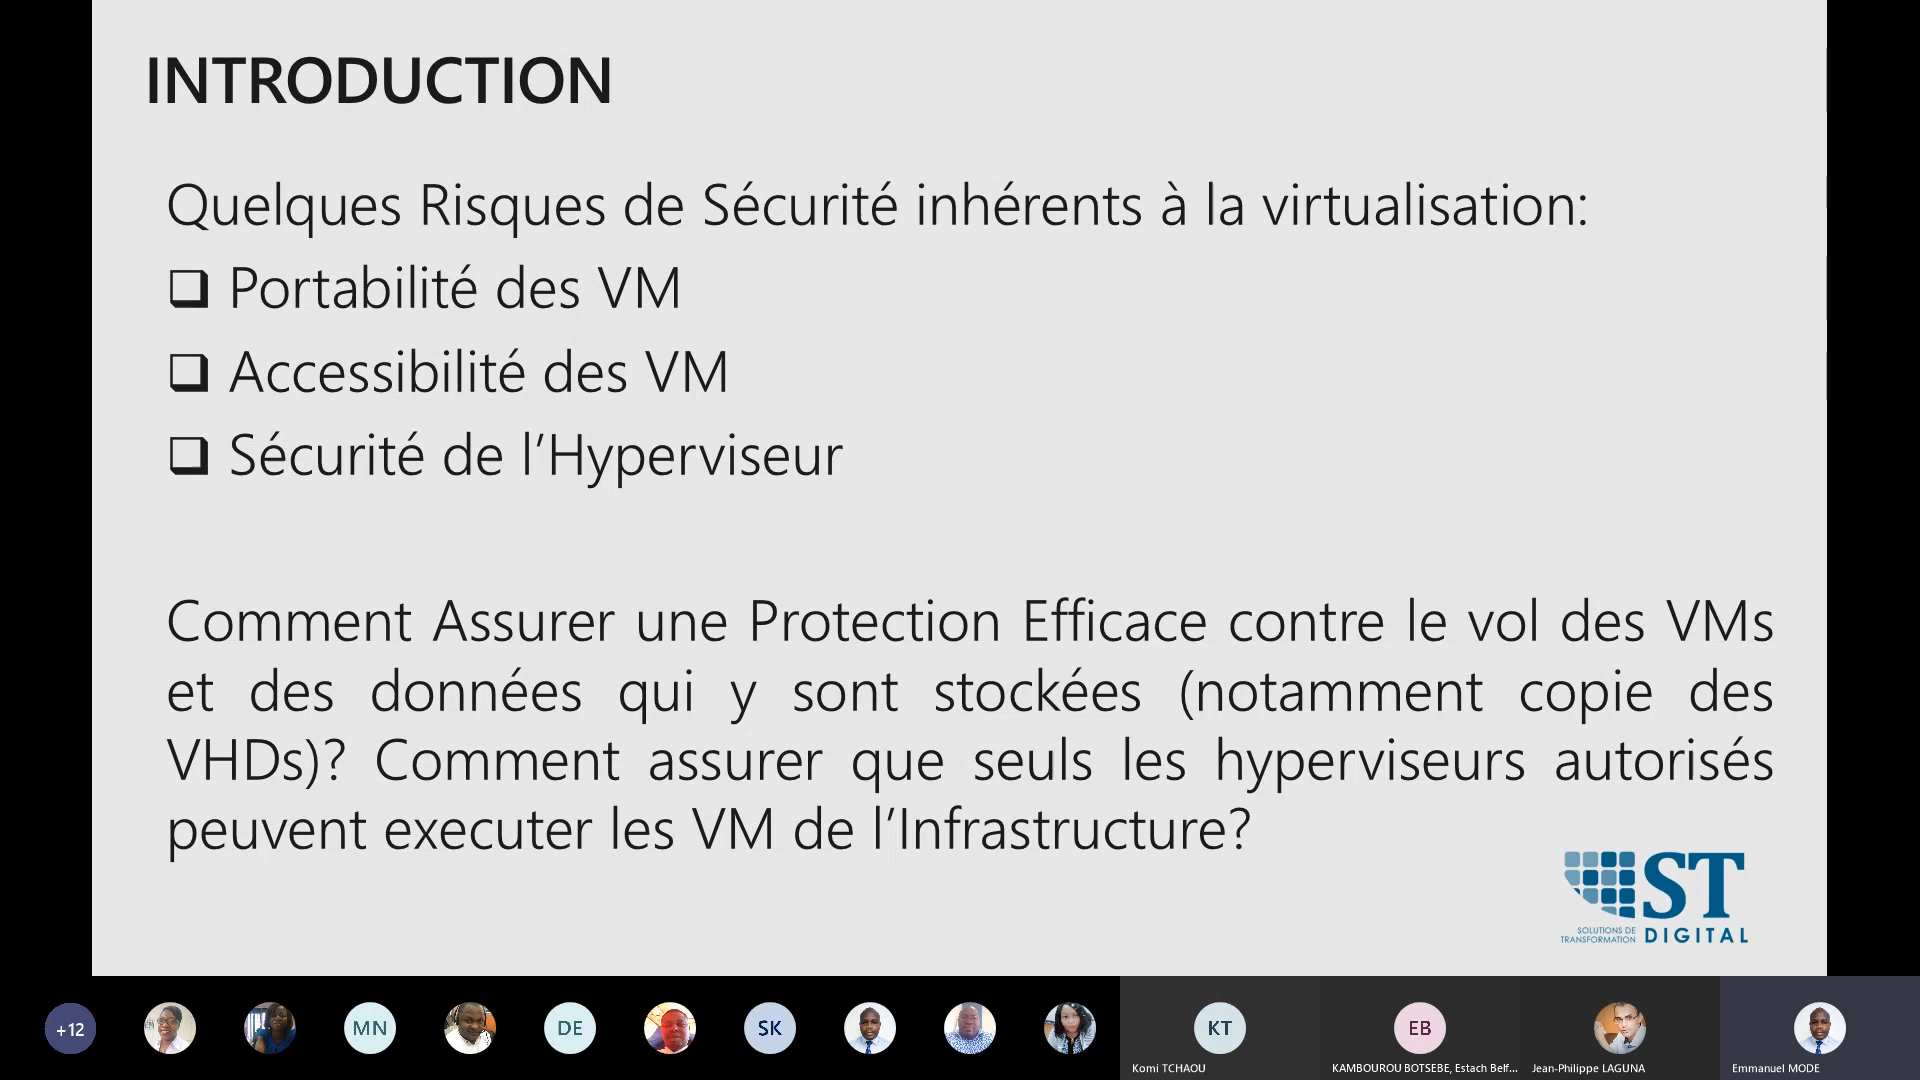 INTRODUCTION
Quelques Risques de Sécurité inhérents à la virtualisation:
Portabilité des VM
Accessibilité des VM
Sécurité de l’Hyperviseur
Comment Assurer une Protection Efficace contre le vol des VMs
et des données qui y sont stockées (notamment copie des
VHDs)? Comment assurer que seuls les hyperviseurs autorisés
peuvent executer les VM de l’Infrastructure?
ST
SOLUTIONS DE
TRANSFORMATION DIGITAL
+12
MN
DE
SK
KT
EB
Komi TCHAOU
KAMBOUROU BOTSEBE, Estach Belf...
Jean-Philippe LAGUNA
Emmanuel MODE